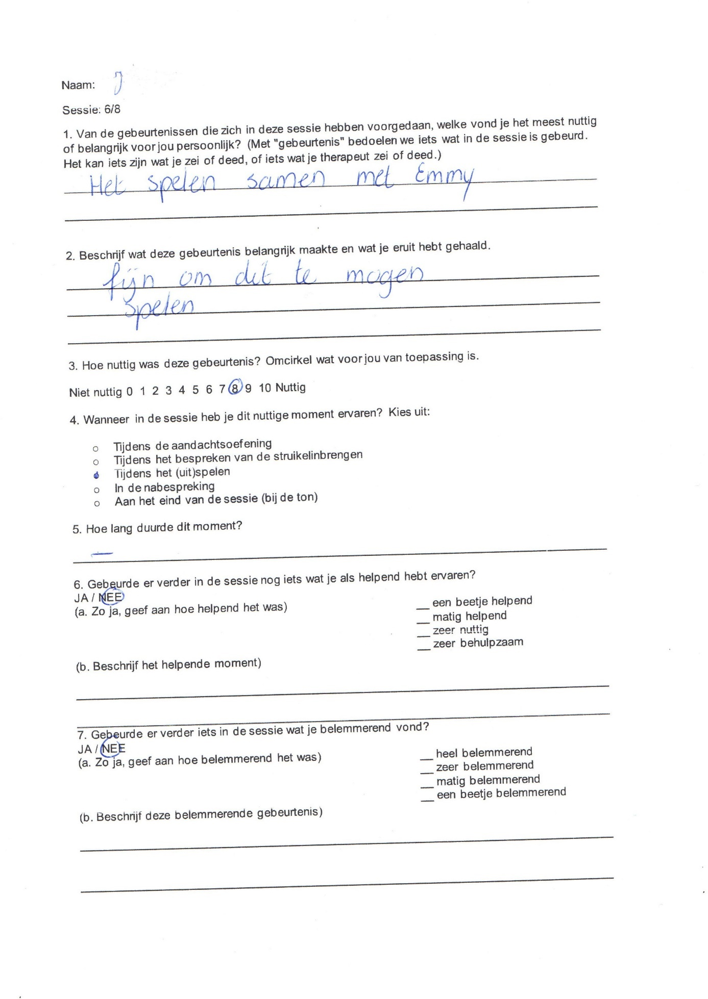 Naam: J
Sessie: 6/8
1. Van de gebeurtenissen die zich in deze sessie hebben voorgedaan, welke vond je het meest nuttig
of belangrijk voor jou persoonlijk? (Met "gebeurtenis" bedoelen we iets wat in de sessie is gebeurd.
Het kan iets zijn wat je zei of deed, of iets wat je therapeut zei of deed.)
Het spelen samen met Emmy
2. Beschrijf wat deze gebeurtenis belangrijk maakte en wat je eruit hebt gehaald.
fijn om dit te mogen
spelen
3. Hoe nuttig was deze gebeurtenis? Omcirkel wat voor jou van toepassing is.
Niet nuttig 0 1 2 3 4 5 6 7 8 9 10 Nuttig
4. Wanneer in de sessie heb je dit nuttige moment ervaren? Kies uit:
o Tijdens de aandachtsoefening
o Tijdens het bespreken van de struikelinbrengen
Tijdens het (uit)spelen
o In de nabespreking
o Aan het eind van de sessie (bij de ton)
5. Hoe lang duurde dit moment?
—
6. Gebeurde er verder in de sessie nog iets wat je als helpend hebt ervaren?
JA / NEE
(a. Zo ja, geef aan hoe helpend het was)
__ een beetje helpend
__ matig helpend
__ zeer nuttig
__ zeer behulpzaam
(b. Beschrijf het helpende moment)
7. Gebeurde er verder iets in de sessie wat je belemmerend vond?
JA / NEE
(a. Zo ja, geef aan hoe belemmerend het was)
__ heel belemmerend
__ zeer belemmerend
__ matig belemmerend
__ een beetje belemmerend
(b. Beschrijf deze belemmerende gebeurtenis)